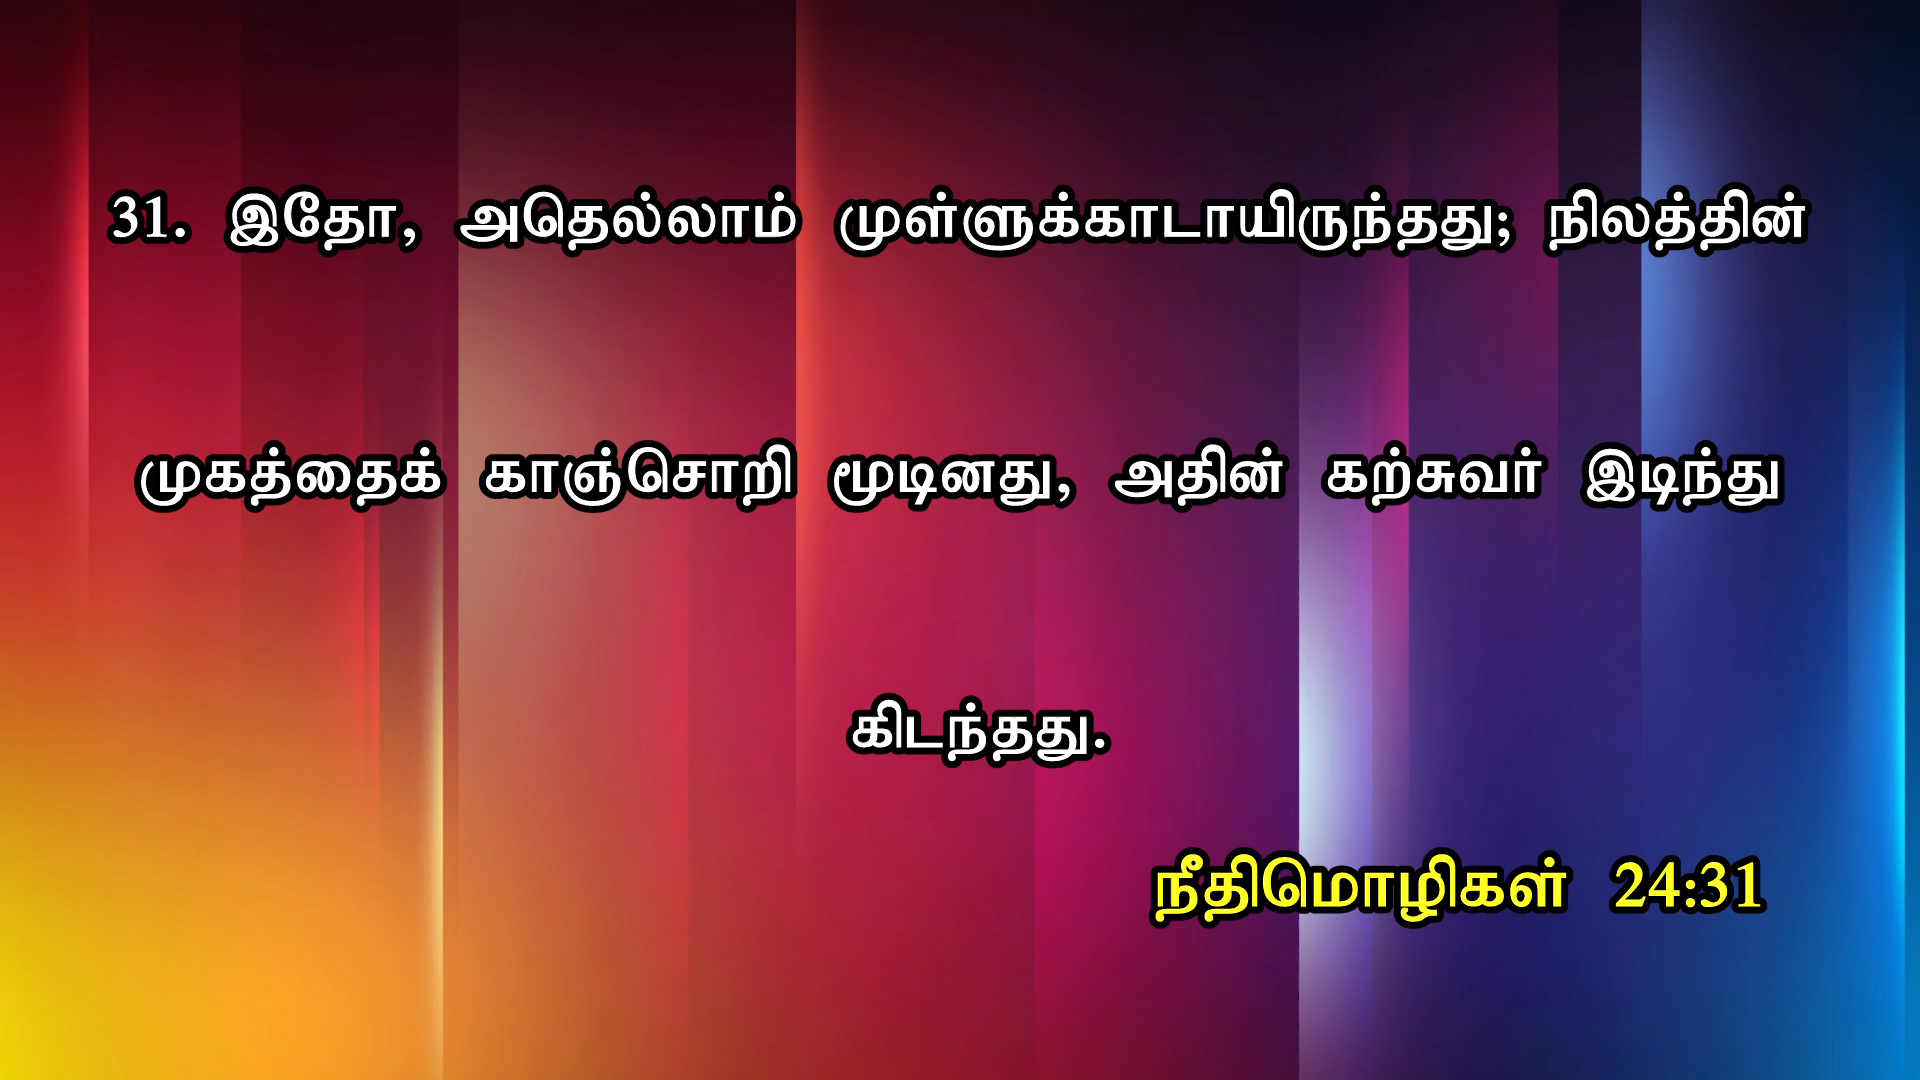 31. இதோ, அதெல்லாம் முள்ளுக்காடாயிருந்தது; நிலத்தின்
முகத்தைக் காஞ்சொறி மூடினது, அதின் கற்சுவர் இடிந்து
கிடந்தது.
நீதிமொழிகள் 24:31